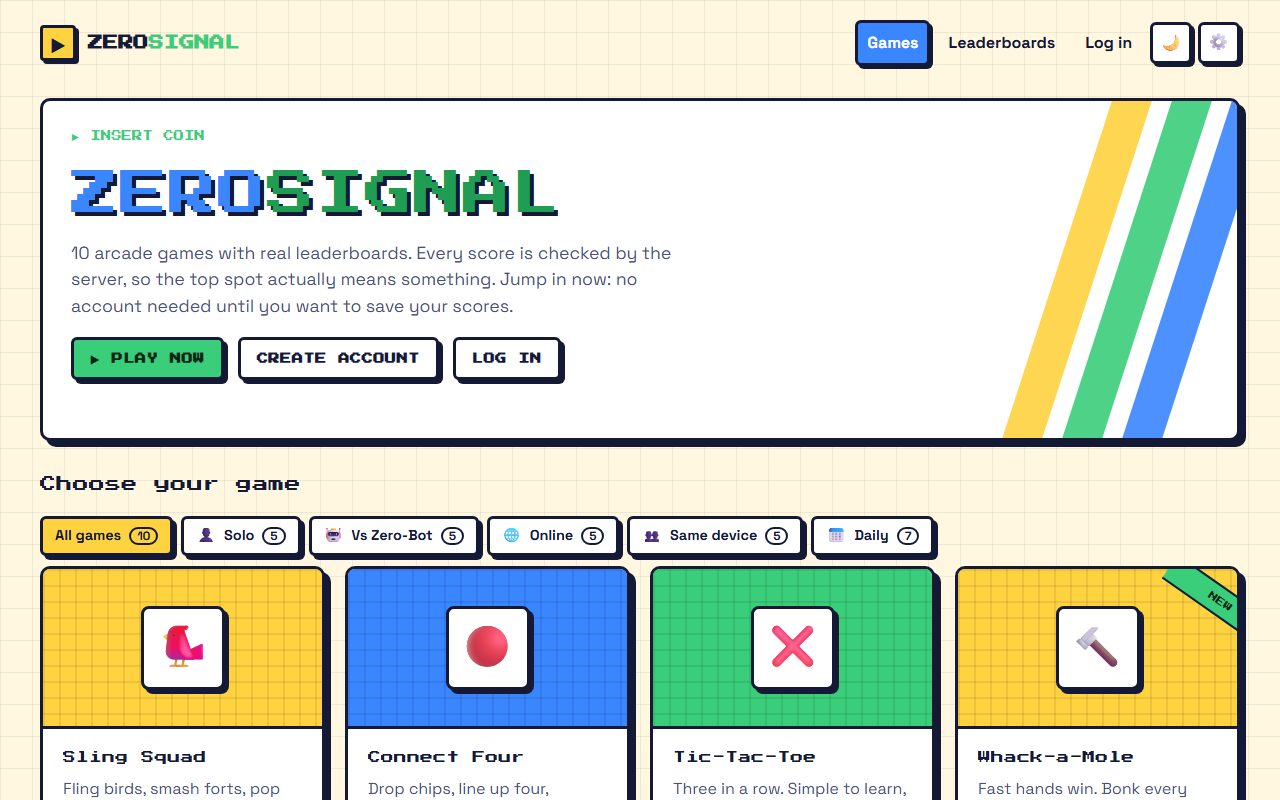 ZEROSIGNAL
Games
Leaderboards
Log in
▶ INSERT COIN
ZEROSIGNAL
10 arcade games with real leaderboards. Every score is checked by the
server, so the top spot actually means something. Jump in now: no
account needed until you want to save your scores.
▶ PLAY NOW
CREATE ACCOUNT
LOG IN
Choose your game
All games 10
Solo 5
Vs Zero-Bot 5
Online 5
Same device 5
Daily 7
NEW
Sling Squad
Fling birds, smash forts, pop
Connect Four
Drop chips, line up four,
Tic-Tac-Toe
Three in a row. Simple to learn,
Whack-a-Mole
Fast hands win. Bonk every